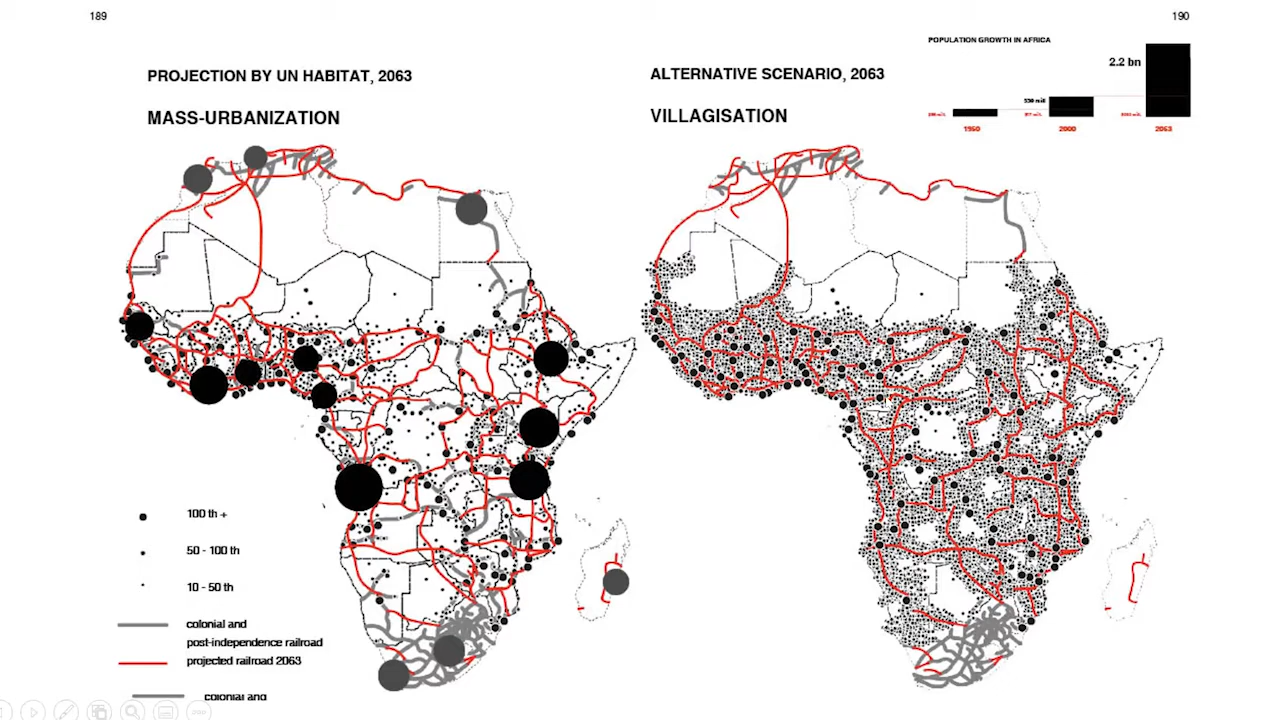 189
190
POPULATION GROWTH IN AFRICA
PROJECTION BY UN HABITAT, 2063
MASS-URBANIZATION
ALTERNATIVE SCENARIO, 2063
VILLAGISATION
2.2 bn
1950
2000
2063
100 th +
50 - 100 th
10 - 50 th
colonial and
post-independence railroad
projected railroad 2063
colonial and